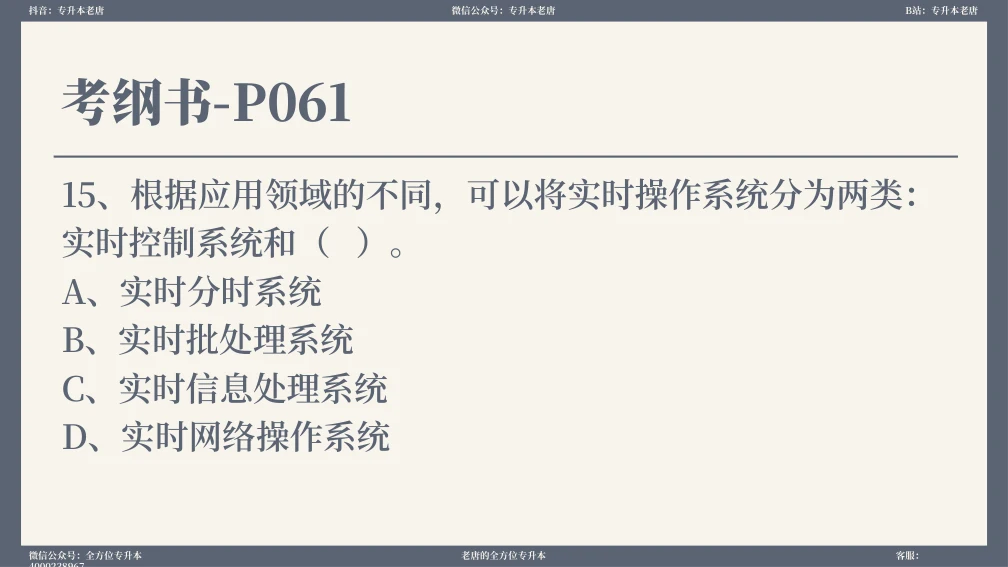 抖音：专升本老唐
微信公众号：专升本老唐
B站：专升本老唐
考纲书-P061
15、根据应用领域的不同，可以将实时操作系统分为两类：
实时控制系统和（ ）。
A、实时分时系统
B、实时批处理系统
C、实时信息处理系统
D、实时网络操作系统
微信公众号：全方位专升本
老唐的全方位专升本
客服：
4000238967